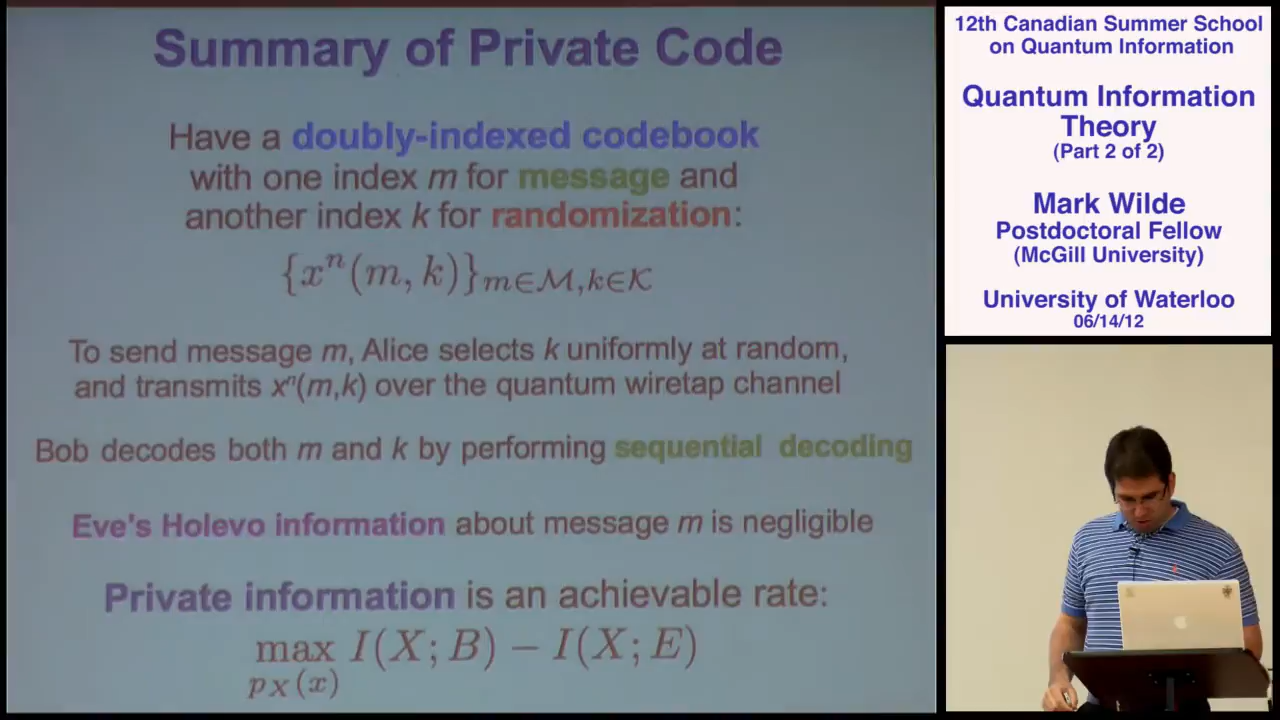 Summary of Private Code
Have a doubly-indexed codebook
with one index m for message and
another index k for randomization:
{xⁿ(m, k)}m∈ℳ,k∈𝒦
To send message m, Alice selects k uniformly at random,
and transmits xⁿ(m,k) over the quantum wiretap channel
Bob decodes both m and k by performing sequential decoding
Eve's Holevo information about message m is negligible
Private information is an achievable rate:
max I(X; B) − I(X; E)
pX(x)
12th Canadian Summer School
on Quantum Information
Quantum Information
Theory
(Part 2 of 2)
Mark Wilde
Postdoctoral Fellow
(McGill University)
University of Waterloo
06/14/12